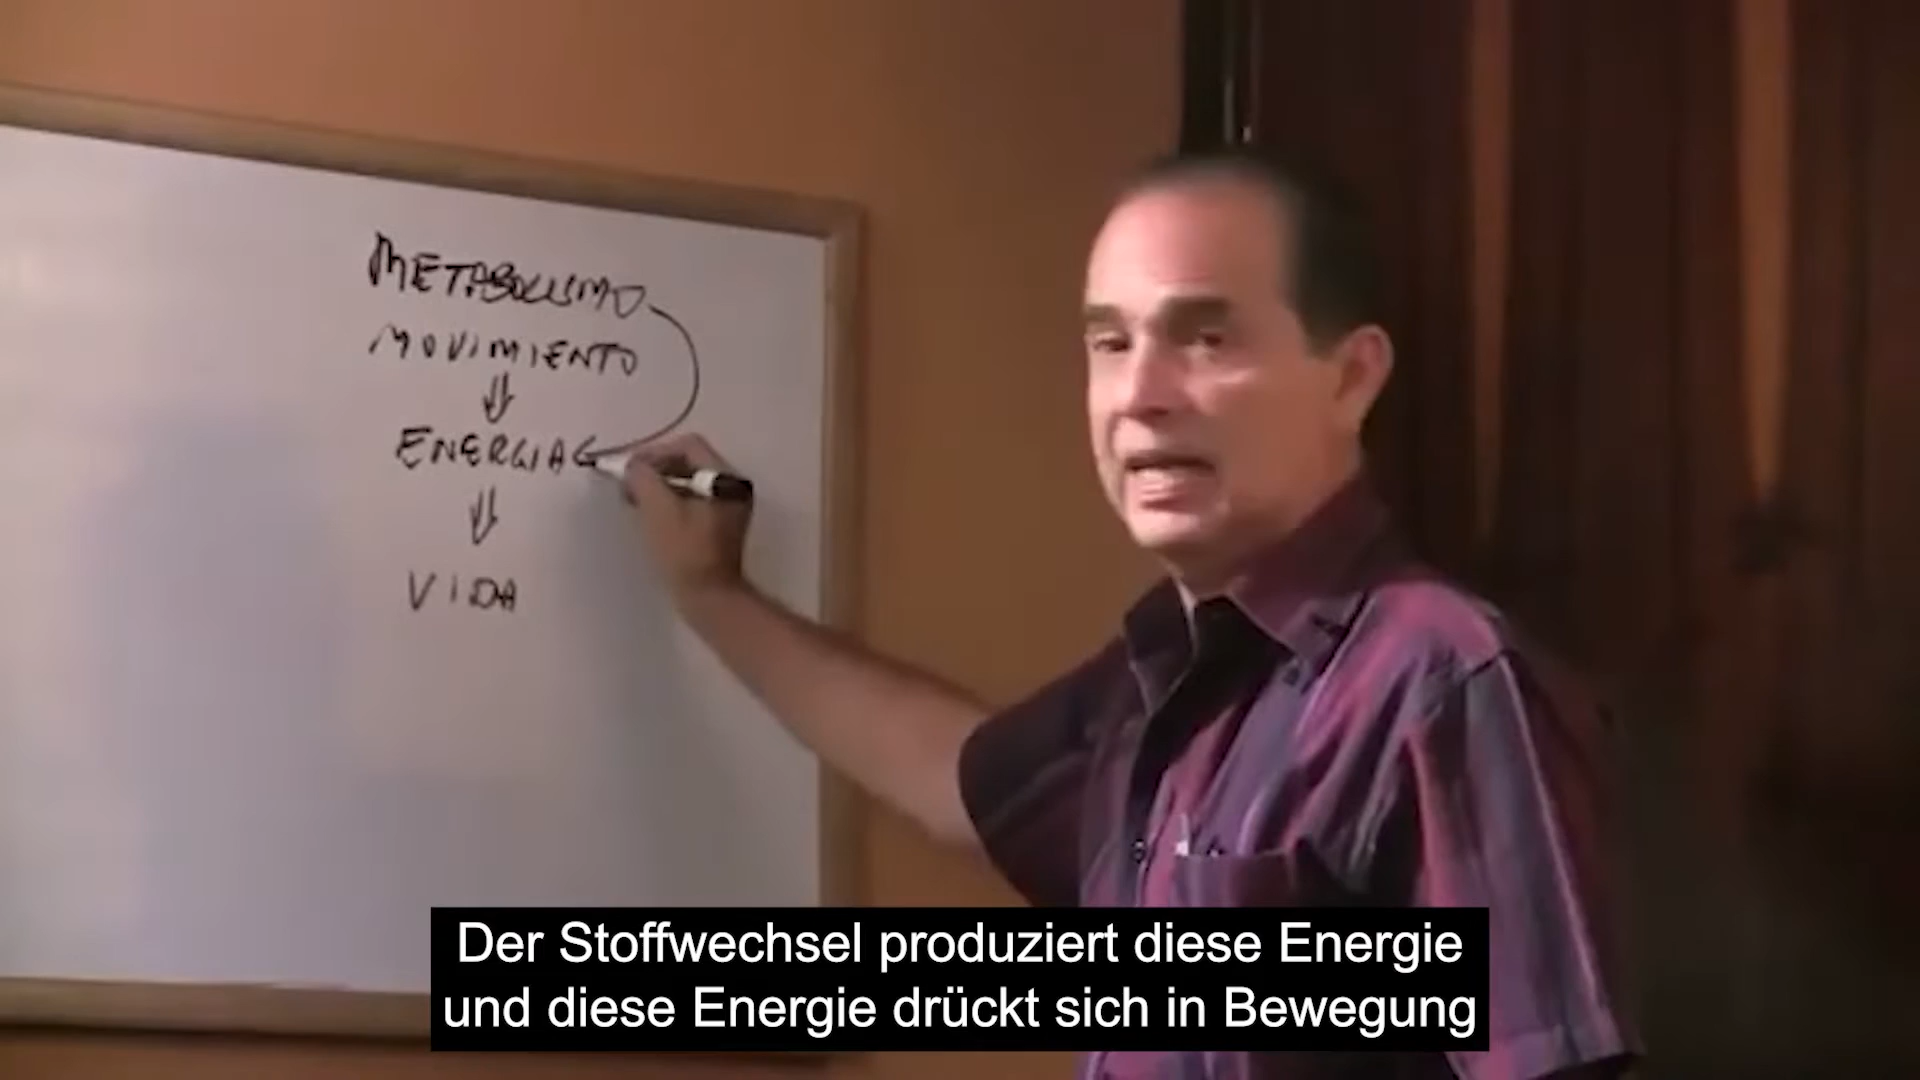 METABOLISMO
MOVIMIENTO
ENERGIA
VIDA
Der Stoffwechsel produziert diese Energie
und diese Energie drückt sich in Bewegung